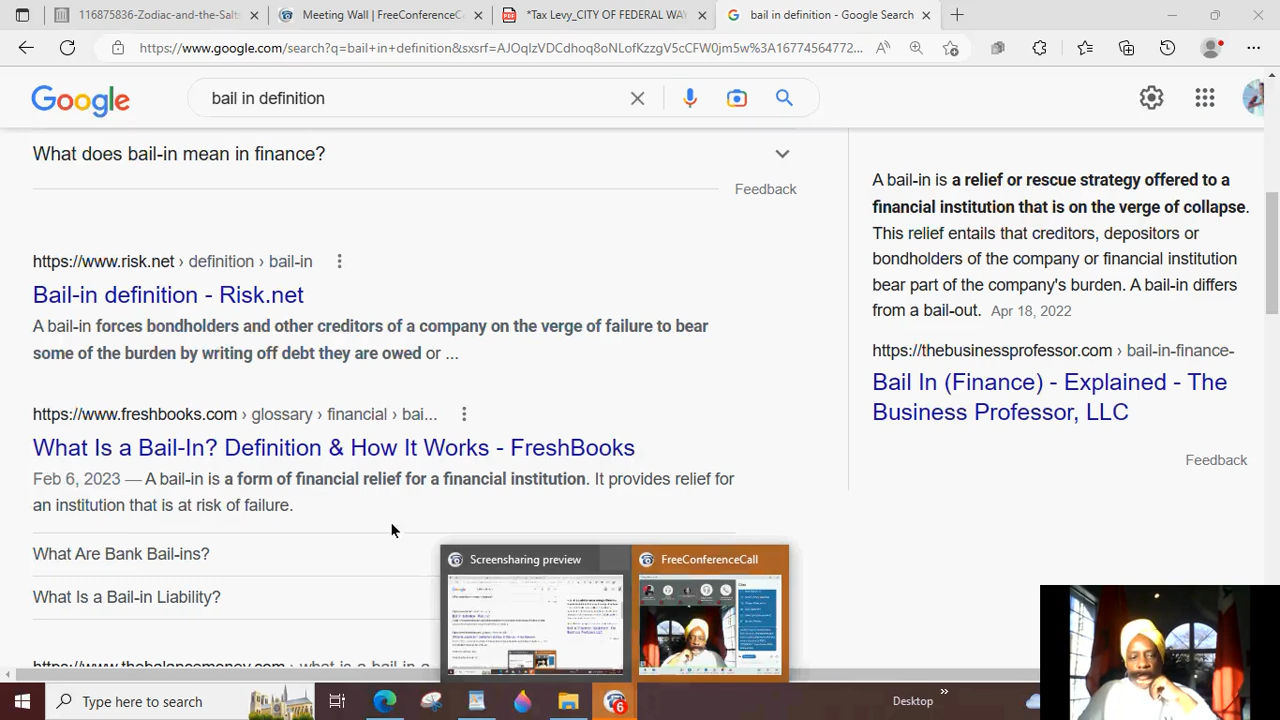 116875836-Zodiac-and-the-Salts
Meeting Wall | FreeConferenceC
*Tax Levy_CITY OF FEDERAL WAY
bail in definition - Google Search
https://www.google.com/search?q=bail+in+definition&sxsrf=AJOqlzVDCdhoq8oNLofKzzgV5cCFW0jm5w%3A16774564772...
Google
bail in definition
What does bail-in mean in finance?
Feedback
https://www.risk.net › definition › bail-in
Bail-in definition - Risk.net
A bail-in forces bondholders and other creditors of a company on the verge of failure to bear
some of the burden by writing off debt they are owed or ...
https://www.freshbooks.com › glossary › financial › bai...
What Is a Bail-In? Definition & How It Works - FreshBooks
Feb 6, 2023 — A bail-in is a form of financial relief for a financial institution. It provides relief for
an institution that is at risk of failure.
What Are Bank Bail-ins?
What Is a Bail-in Liability?
A bail-in is a relief or rescue strategy offered to a
financial institution that is on the verge of collapse.
This relief entails that creditors, depositors or
bondholders of the company or financial institution
bear part of the company's burden. A bail-in differs
from a bail-out. Apr 18, 2022
https://thebusinessprofessor.com › bail-in-finance-
Bail In (Finance) - Explained - The
Business Professor, LLC
Feedback
Screensharing preview
FreeConferenceCall
Type here to search
6
Desktop